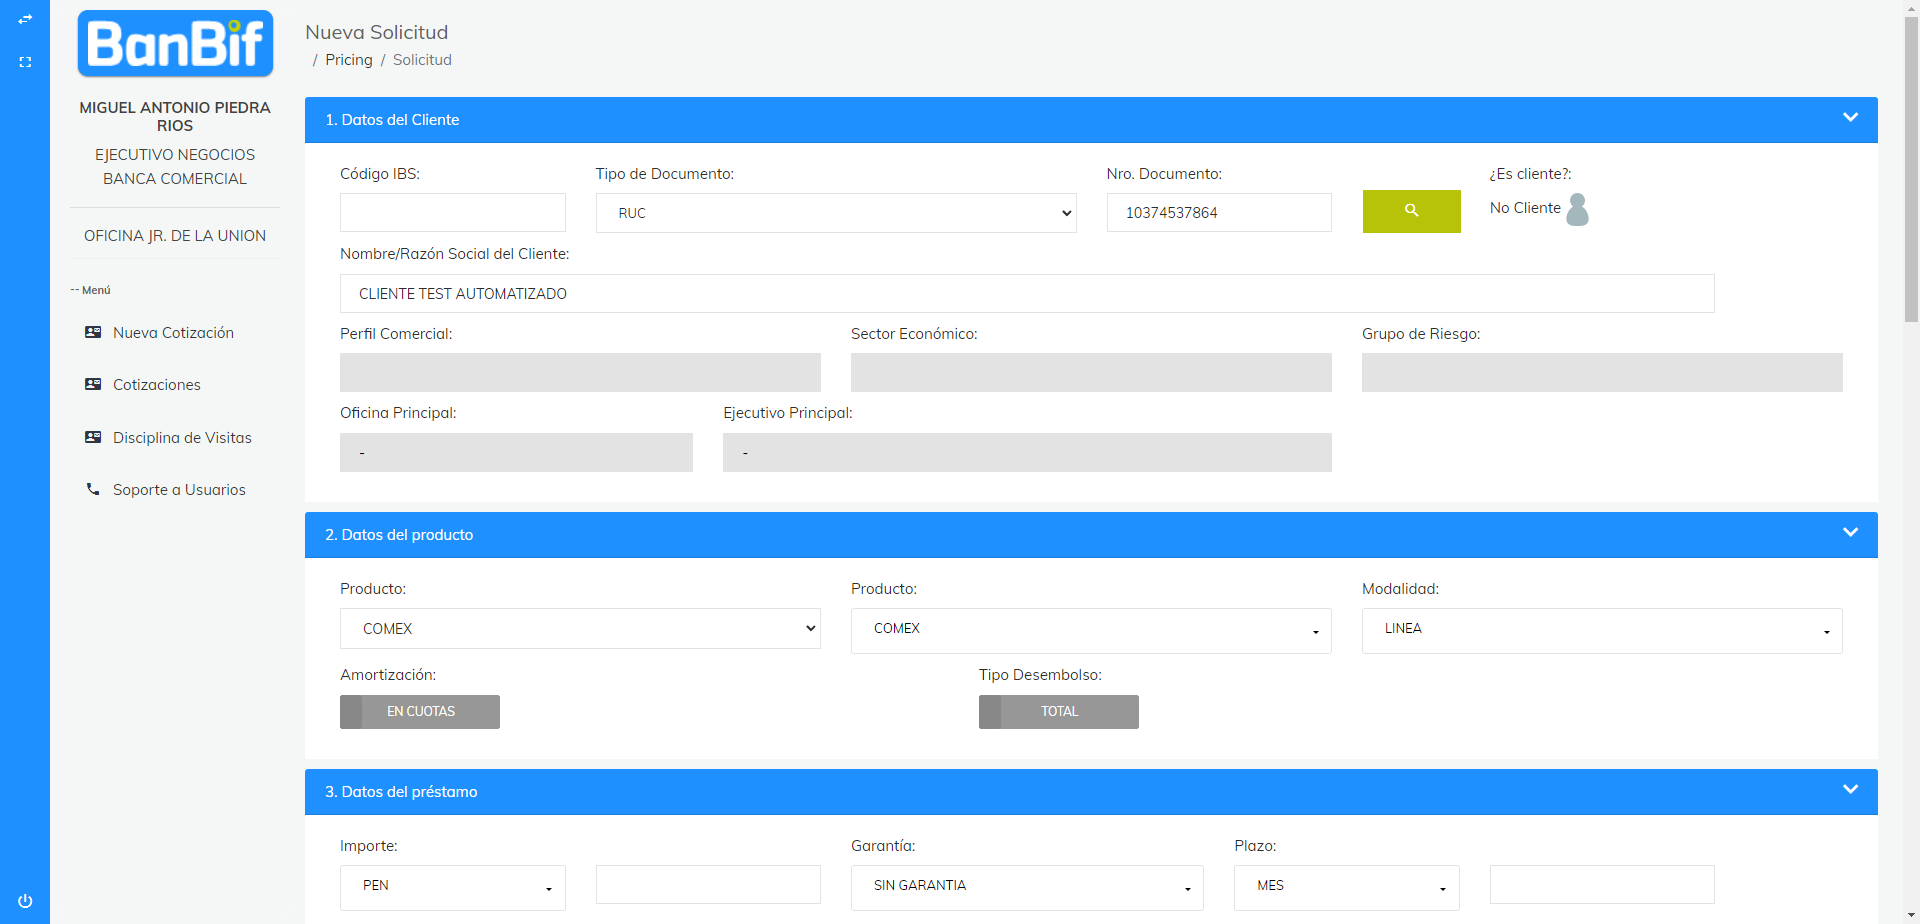 BanBif
MIGUEL ANTONIO PIEDRA
RIOS
EJECUTIVO NEGOCIOS
BANCA COMERCIAL
OFICINA JR. DE LA UNION
-- Menú
Nueva Cotización
Cotizaciones
Disciplina de Visitas
Soporte a Usuarios
Nueva Solicitud
/ Pricing / Solicitud
1. Datos del Cliente
Código IBS: Tipo de Documento: Nro. Documento: ¿Es cliente?:
RUC 10374537864 No Cliente
Nombre/Razón Social del Cliente:
CLIENTE TEST AUTOMATIZADO
Perfil Comercial: Sector Económico: Grupo de Riesgo:
Oficina Principal: Ejecutivo Principal:
- -
2. Datos del producto
Producto: Producto: Modalidad:
COMEX COMEX LINEA
Amortización: Tipo Desembolso:
EN CUOTAS TOTAL
3. Datos del préstamo
Importe: Garantía: Plazo:
PEN SIN GARANTIA MES